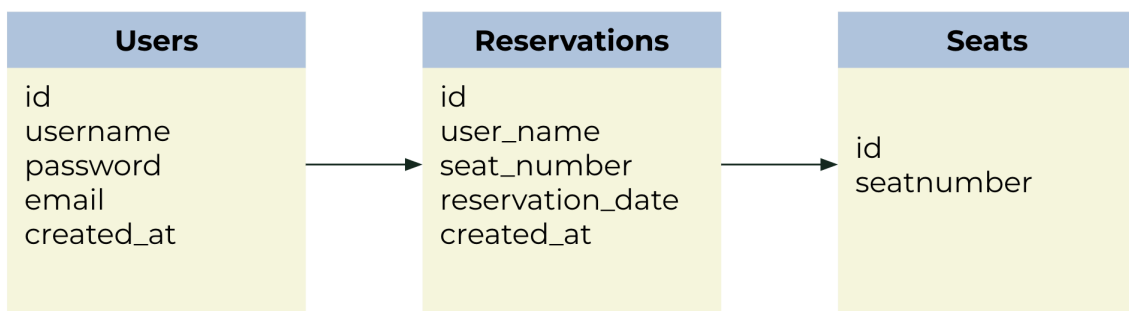 Users
id
username
password
email
created_at
Reservations
id
user_name
seat_number
reservation_date
created_at
Seats
id
seatnumber